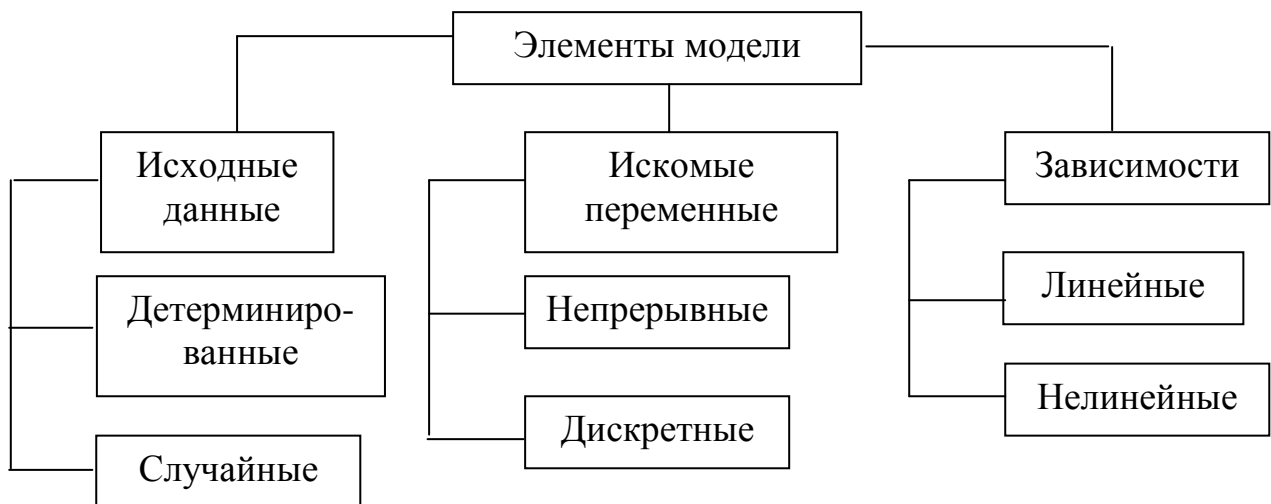 Элементы модели
Исходные
данные
Детерминиро-
ванные
Случайные
Искомые
переменные
Непрерывные
Дискретные
Зависимости
Линейные
Нелинейные